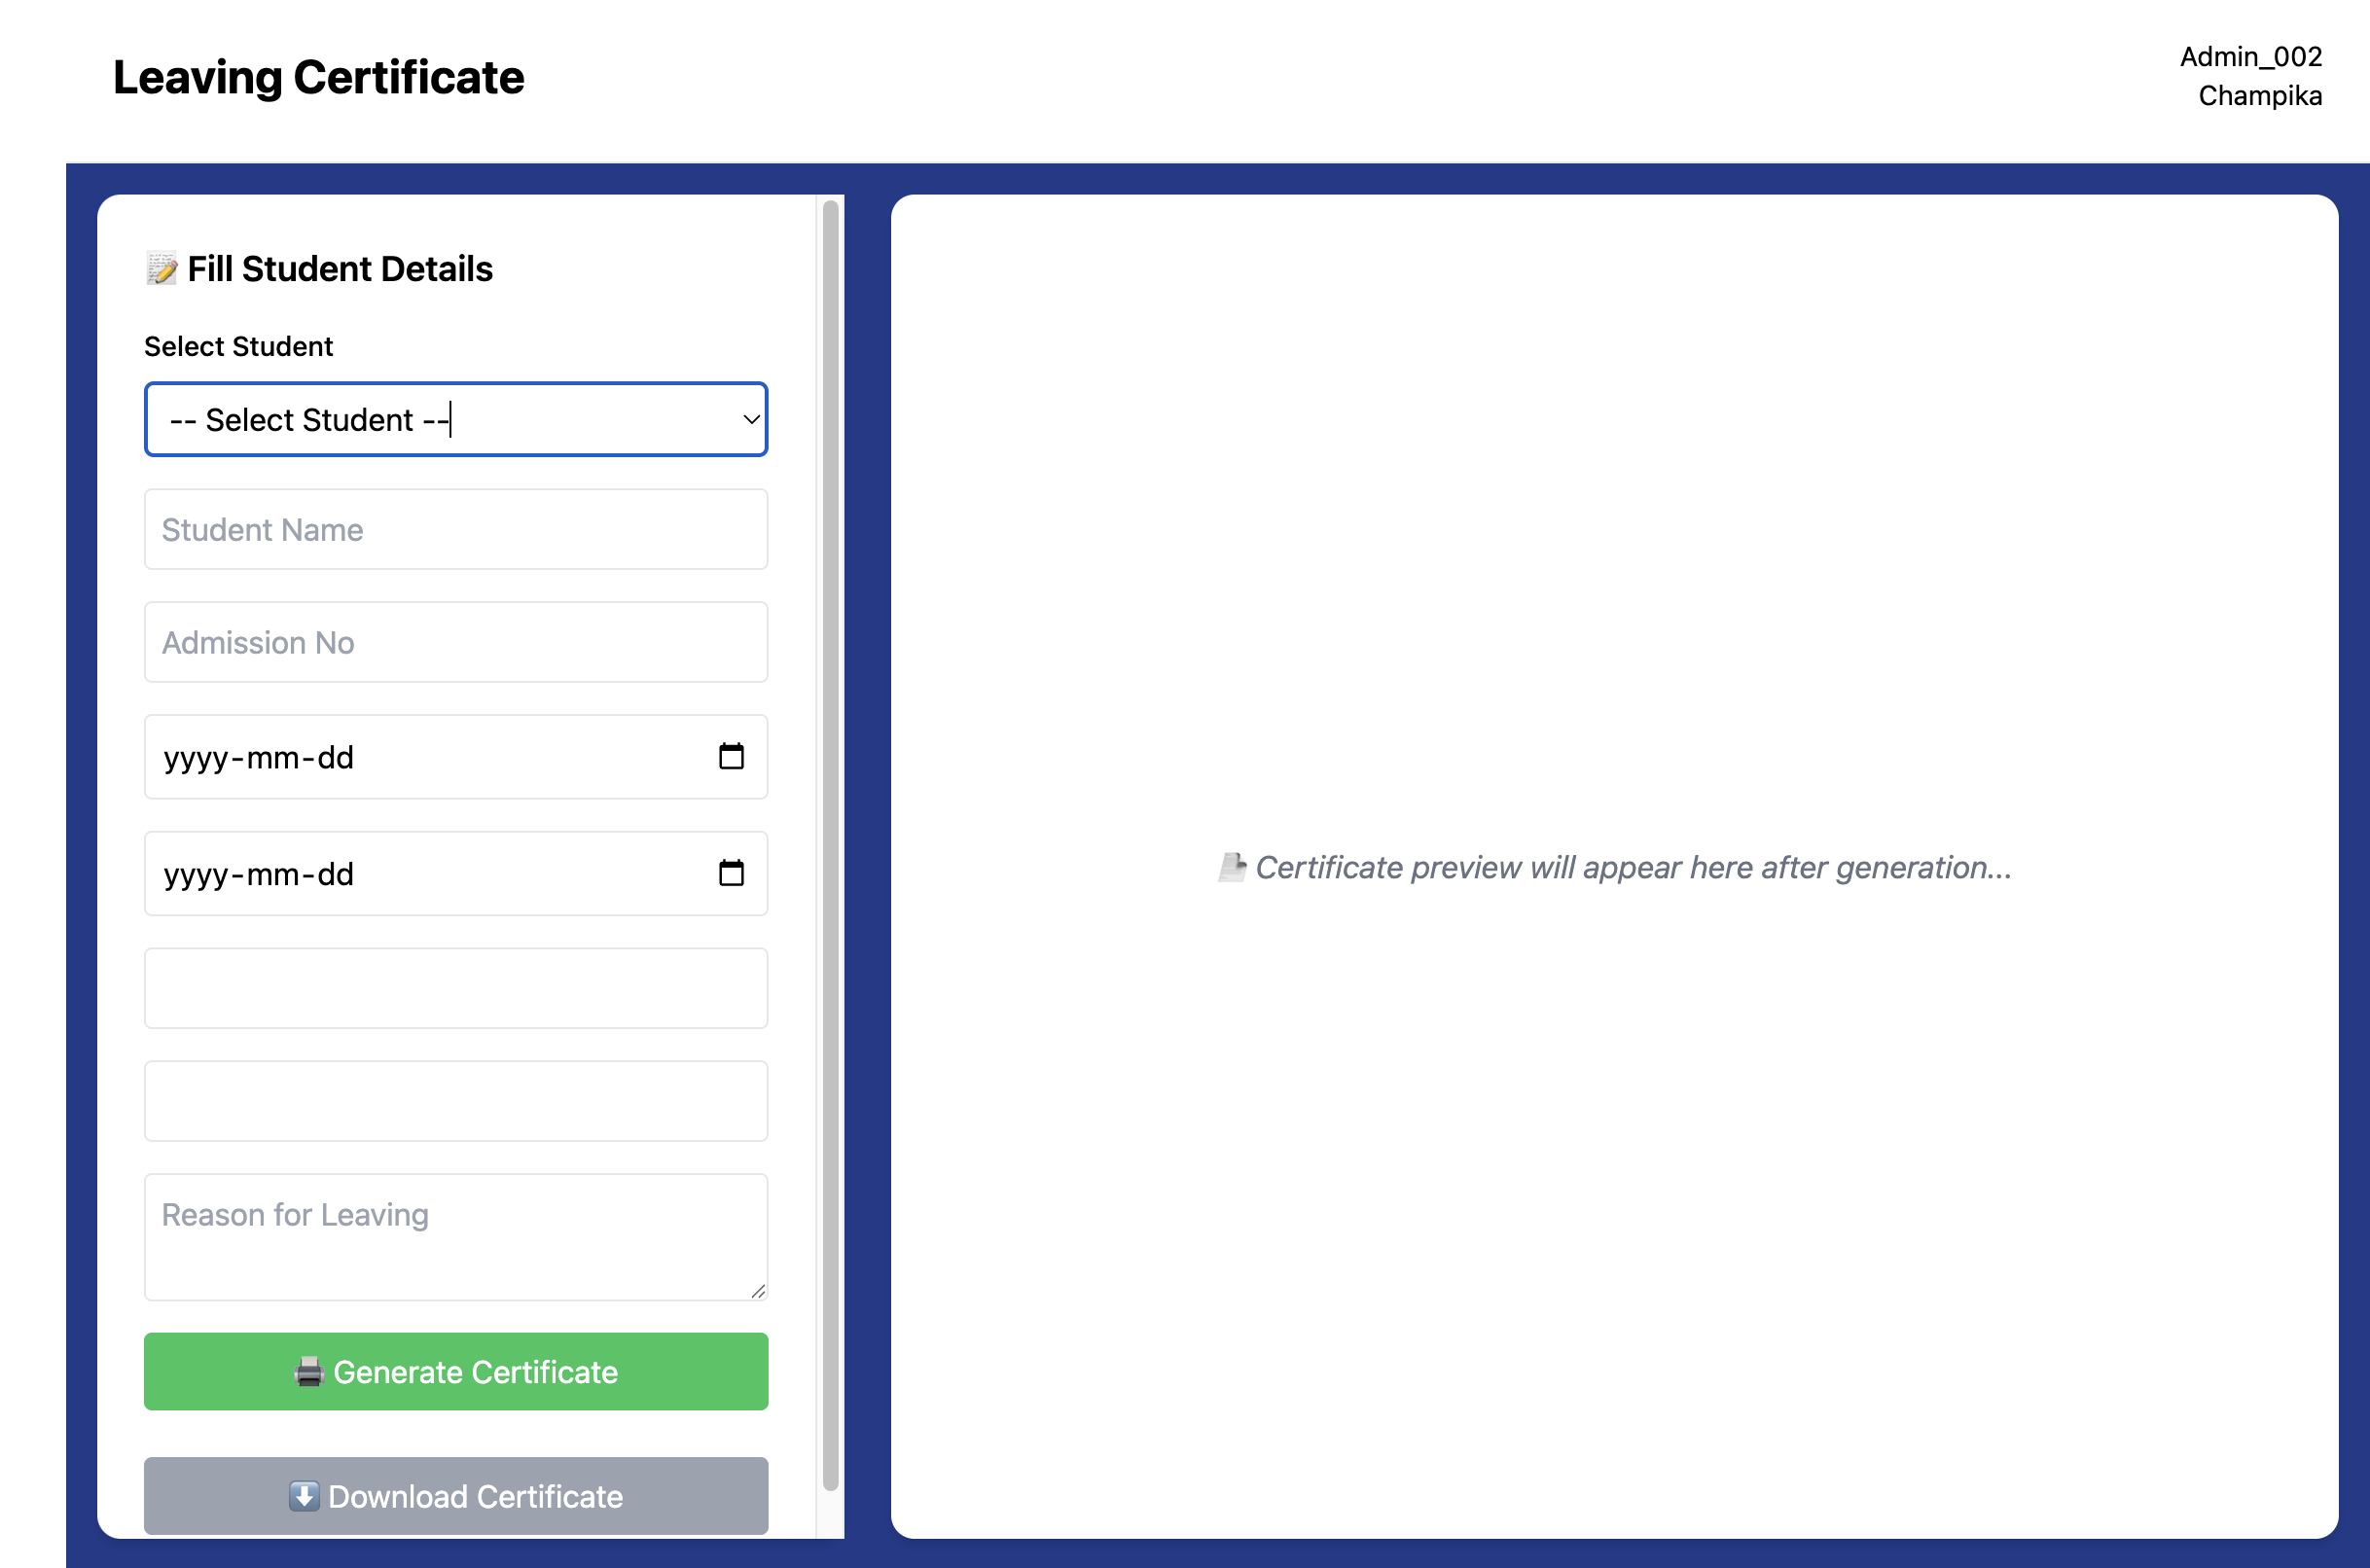 Leaving Certificate
Admin_002
Champika
📝 Fill Student Details
Select Student
-- Select Student --
Student Name
Admission No
yyyy-mm-dd
yyyy-mm-dd
Reason for Leaving
🖨️ Generate Certificate
⬇️ Download Certificate
Certificate preview will appear here after generation...